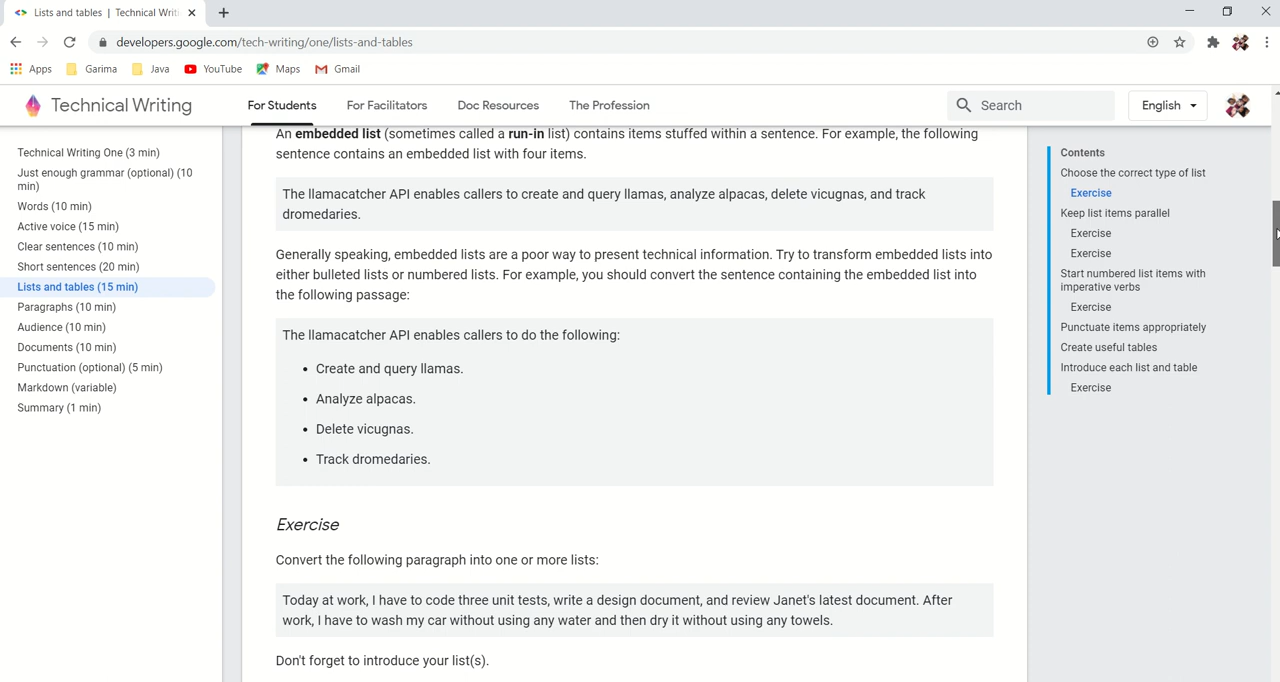 Lists and tables | Technical Writi
developers.google.com/tech-writing/one/lists-and-tables
Apps Garima Java YouTube Maps Gmail
Technical Writing For Students For Facilitators Doc Resources The Profession Search English
Technical Writing One (3 min)
Just enough grammar (optional) (10
min)
Words (10 min)
Active voice (15 min)
Clear sentences (10 min)
Short sentences (20 min)
Lists and tables (15 min)
Paragraphs (10 min)
Audience (10 min)
Documents (10 min)
Punctuation (optional) (5 min)
Markdown (variable)
Summary (1 min)
An embedded list (sometimes called a run-in list) contains items stuffed within a sentence. For example, the following
sentence contains an embedded list with four items.
The llamacatcher API enables callers to create and query llamas, analyze alpacas, delete vicugnas, and track
dromedaries.
Generally speaking, embedded lists are a poor way to present technical information. Try to transform embedded lists into
either bulleted lists or numbered lists. For example, you should convert the sentence containing the embedded list into
the following passage:
The llamacatcher API enables callers to do the following:
• Create and query llamas.
• Analyze alpacas.
• Delete vicugnas.
• Track dromedaries.
Exercise
Convert the following paragraph into one or more lists:
Today at work, I have to code three unit tests, write a design document, and review Janet's latest document. After
work, I have to wash my car without using any water and then dry it without using any towels.
Don't forget to introduce your list(s).
Contents
Choose the correct type of list
Exercise
Keep list items parallel
Exercise
Exercise
Start numbered list items with
imperative verbs
Exercise
Punctuate items appropriately
Create useful tables
Introduce each list and table
Exercise